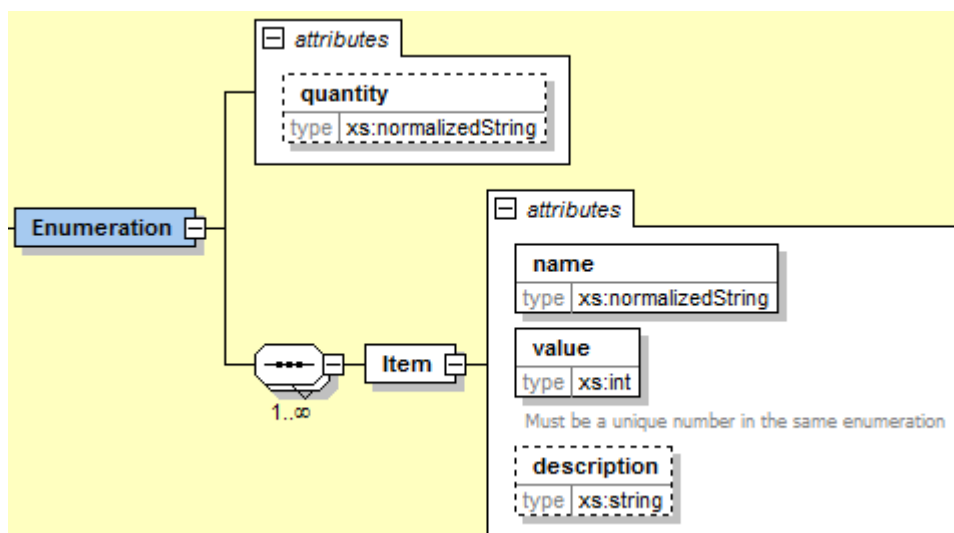 attributes
quantity
type xs:normalizedString
Enumeration
attributes
name
type xs:normalizedString
value
type xs:int
Must be a unique number in the same enumeration
Item
1..∞
description
type xs:string